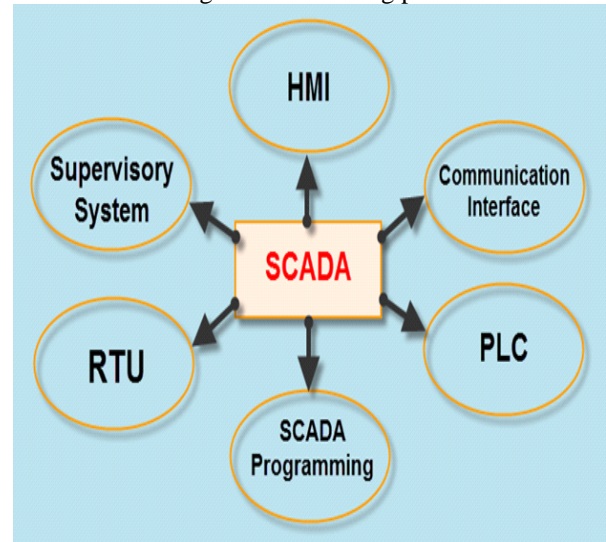 HMI
Supervisory
System
Communication
Interface
SCADA
RTU
PLC
SCADA
Programming